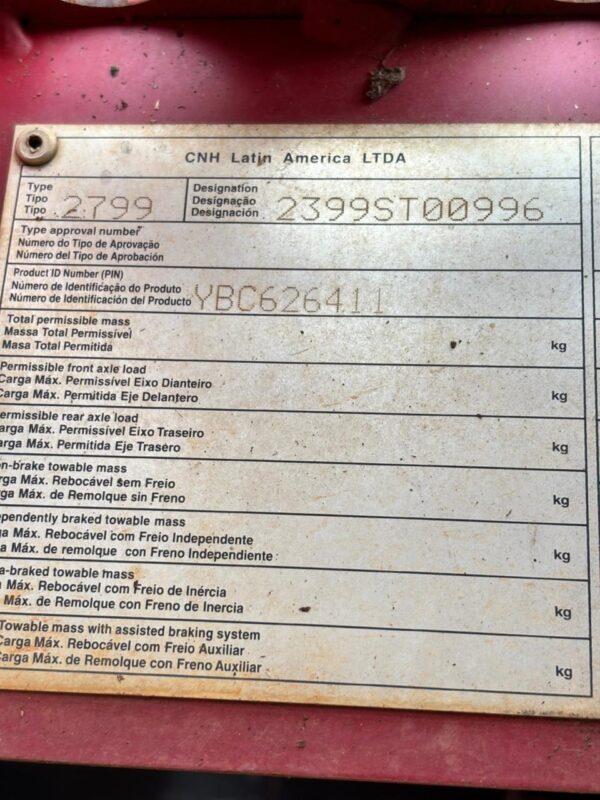 CNH Latin America LTDA
Type
Tipo
Tipo 2799
Designation
Designação
Designación 2399ST00996
Type approval number
Número do Tipo de Aprovação
Número del Tipo de Aprobación
Product ID Number (PIN)
Número de Identificação do Produto
Número de Identificación del Producto YBC626411
Total permissible mass
Massa Total Permissível
Masa Total Permitida kg
Permissible front axle load
Carga Máx. Permissível Eixo Dianteiro
Carga Máx. Permitida Eje Delantero kg
ermissible rear axle load
arga Máx. Permissível Eixo Traseiro
arga Máx. Permitida Eje Trasero kg
n-brake towable mass
rga Máx. Rebocável sem Freio
ga Máx. de Remolque sin Freno kg
pendently braked towable mass
a Máx. Rebocável com Freio Independente
a Máx. de remolque con Freno Independiente kg
a-braked towable mass
Máx. Rebocável com Freio de Inércia
Máx. de Remolque con Freno de Inercia kg
Towable mass with assisted braking system
Carga Máx. Rebocável com Freio Auxiliar
Carga Máx. de Remolque con Freno Auxiliar kg